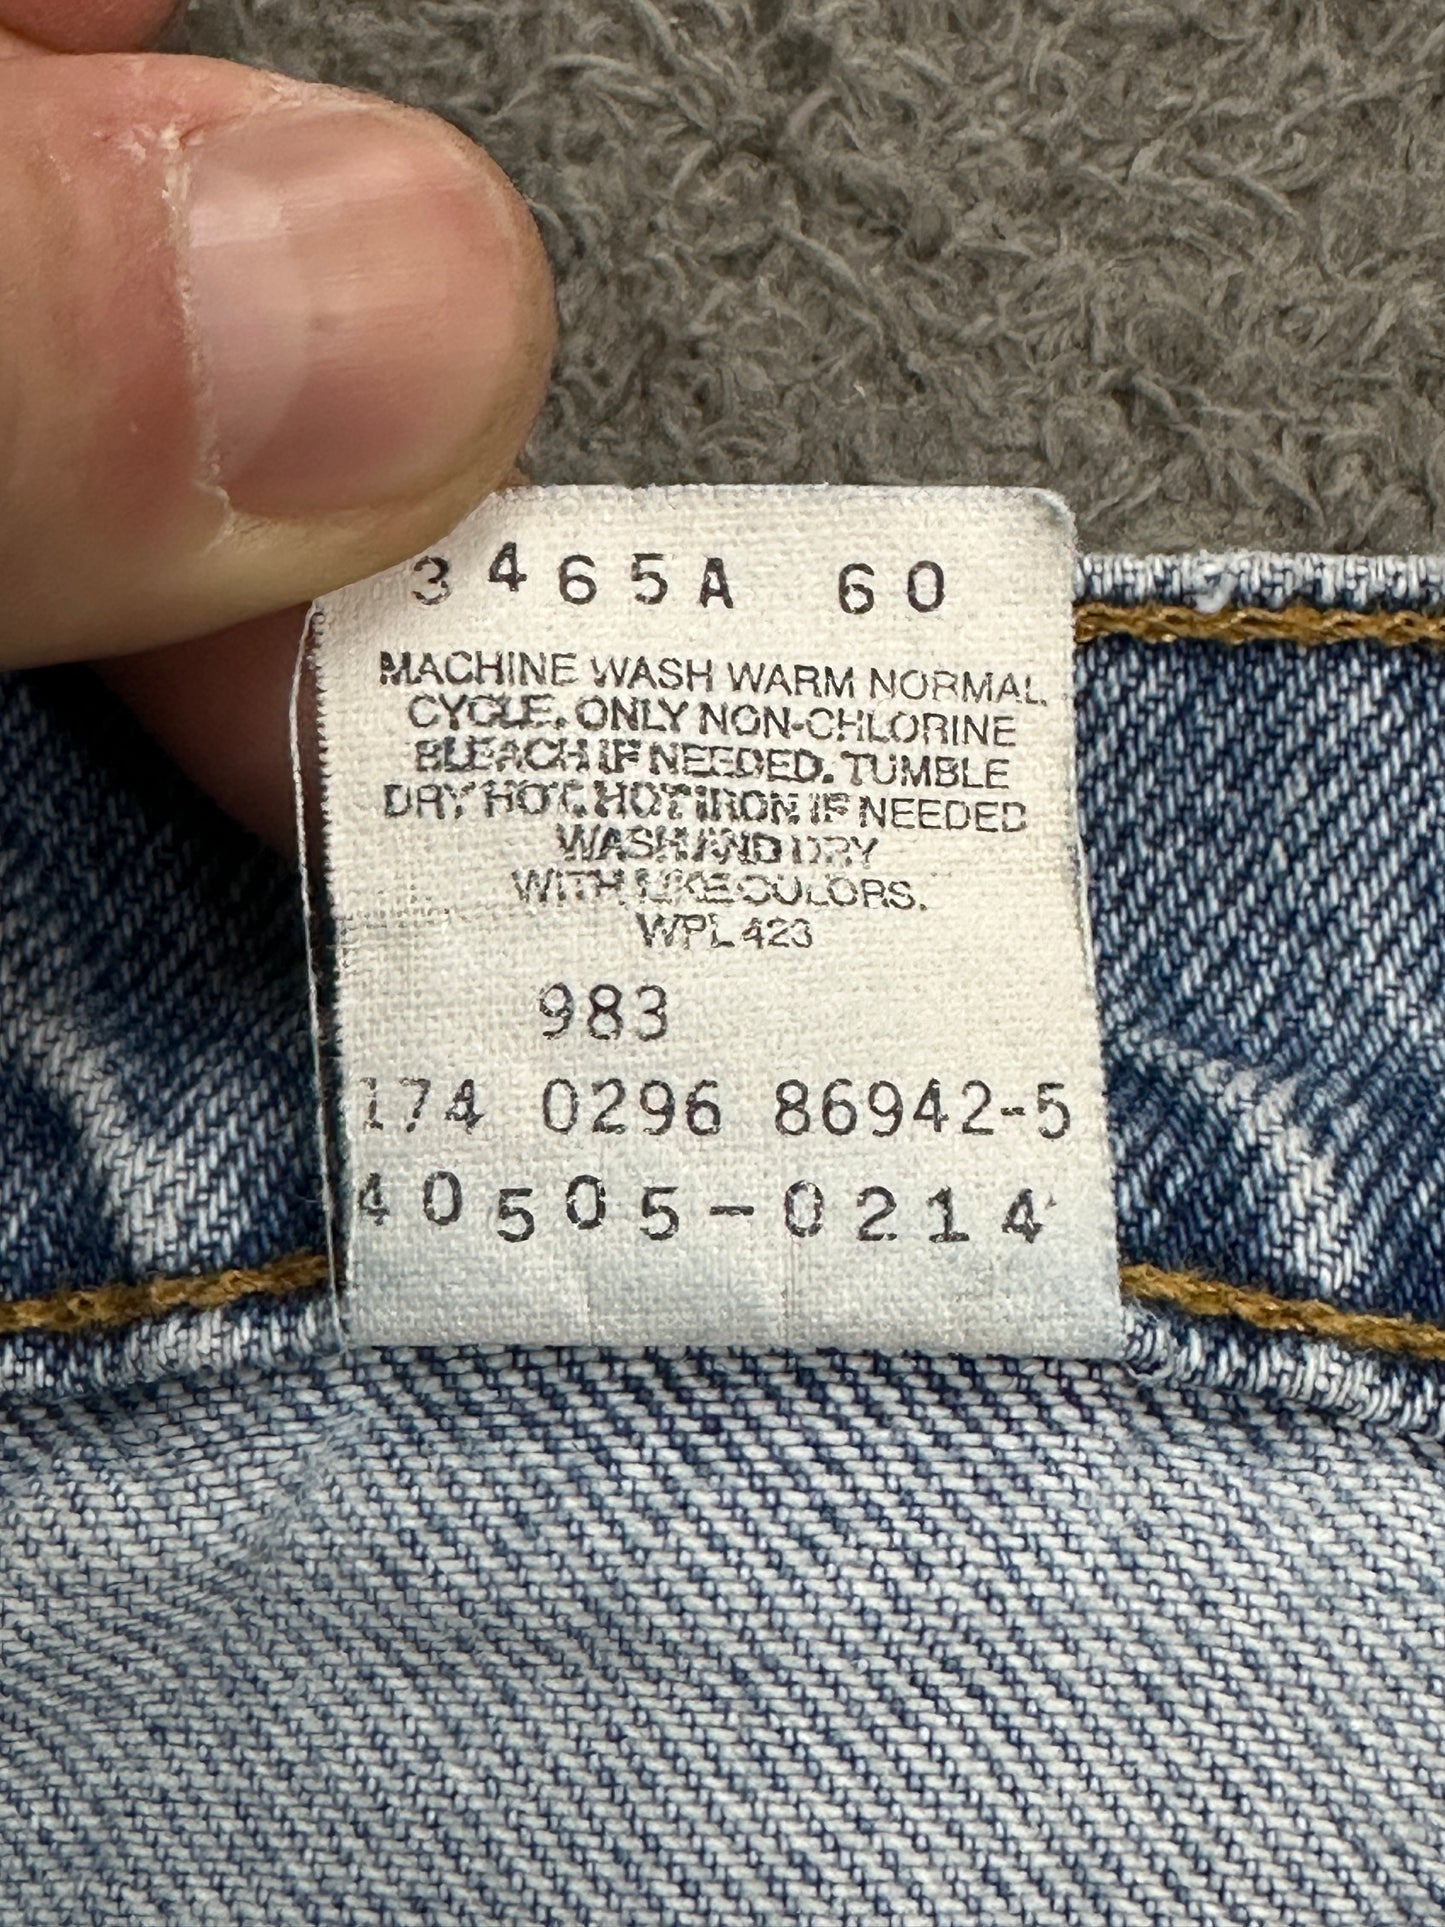 3465A 60
MACHINE WASH WARM NORMAL
CYCLE. ONLY NON-CHLORINE
BLEACH IF NEEDED. TUMBLE
DRY HOT. HOT IRON IF NEEDED
WASH AND DRY
WITH LIKE COLORS.
WPL 423
983
174 0296 86942-5
40505-0214